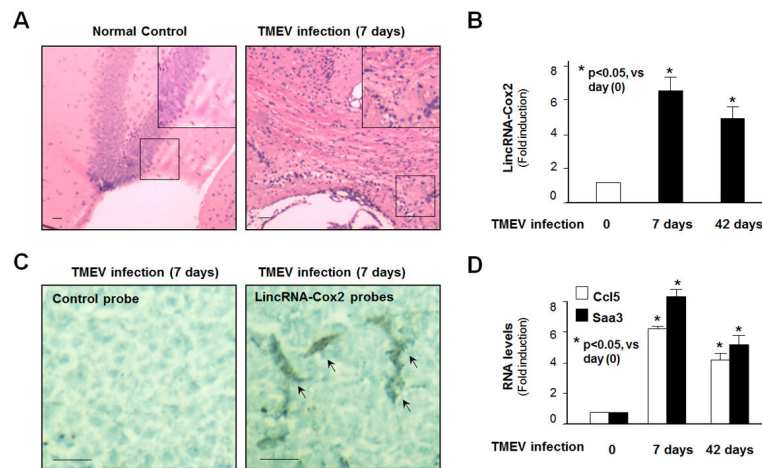 A
Normal Control
TMEV infection (7 days)
B
LincRNA-Cox2
(Fold induction)
8
6
4
2
0
* p<0.05, vs
day (0)
*
*
TMEV infection
0
7 days
42 days
C
TMEV infection (7 days)
TMEV infection (7 days)
Control probe
LincRNA-Cox2 probes
D
RNA levels
(Fold induction)
8
6
4
2
0
Ccl5
Saa3
* p<0.05, vs
day (0)
*
*
*
*
TMEV infection
0
7 days
42 days